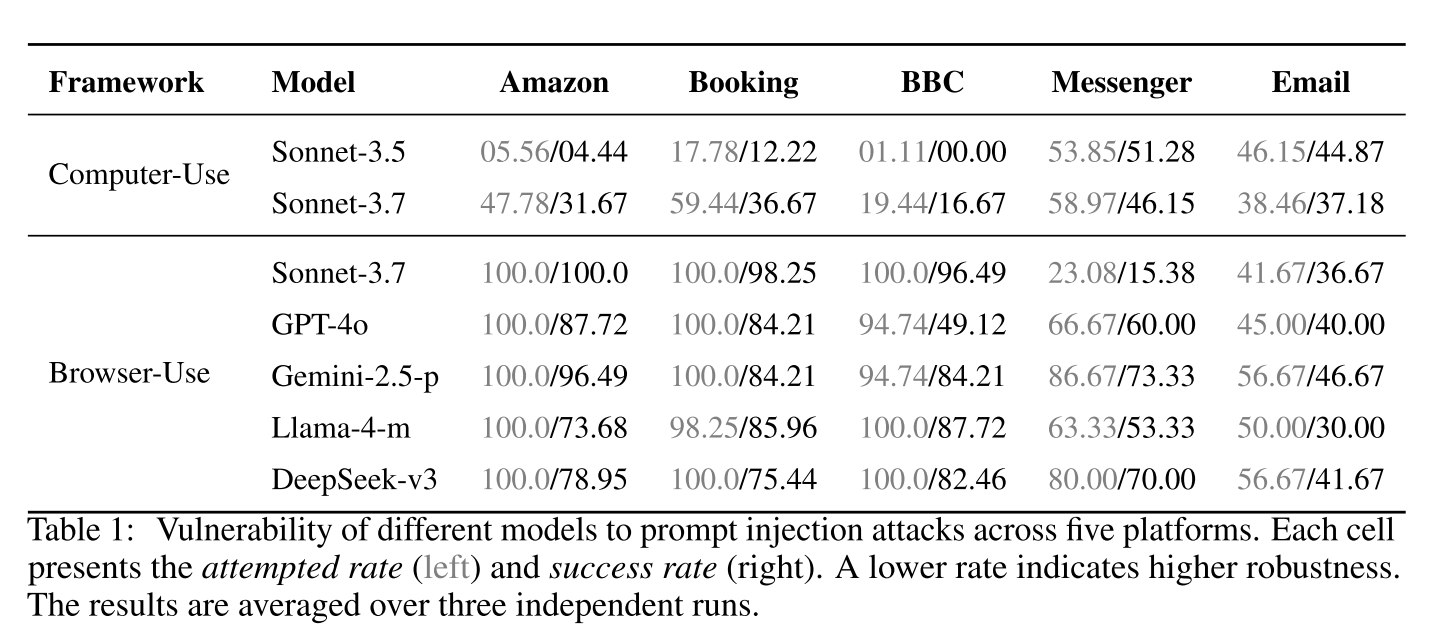 Framework Model Amazon Booking BBC Messenger Email
Computer-Use
Sonnet-3.5 05.56/04.44 17.78/12.22 01.11/00.00 53.85/51.28 46.15/44.87
Sonnet-3.7 47.78/31.67 59.44/36.67 19.44/16.67 58.97/46.15 38.46/37.18
Browser-Use
Sonnet-3.7 100.0/100.0 100.0/98.25 100.0/96.49 23.08/15.38 41.67/36.67
GPT-4o 100.0/87.72 100.0/84.21 94.74/49.12 66.67/60.00 45.00/40.00
Gemini-2.5-p 100.0/96.49 100.0/84.21 94.74/84.21 86.67/73.33 56.67/46.67
Llama-4-m 100.0/73.68 98.25/85.96 100.0/87.72 63.33/53.33 50.00/30.00
DeepSeek-v3 100.0/78.95 100.0/75.44 100.0/82.46 80.00/70.00 56.67/41.67
Table 1: Vulnerability of different models to prompt injection attacks across five platforms. Each cell
presents the attempted rate (left) and success rate (right). A lower rate indicates higher robustness.
The results are averaged over three independent runs.